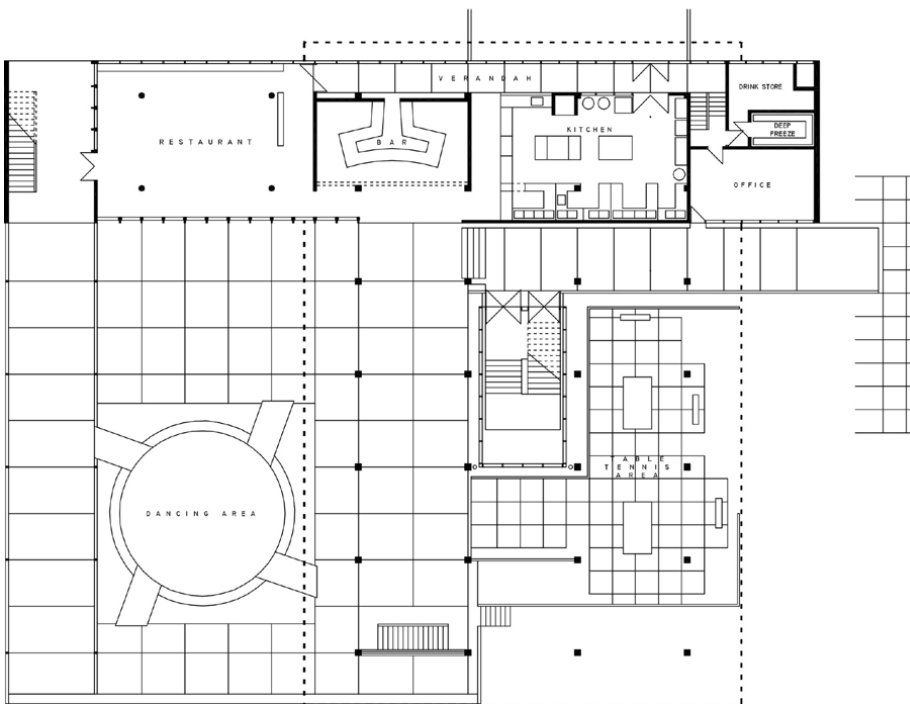 VERANDAH
DRINK STORE
RESTAURANT
BAR
KITCHEN
DEEP
FREEZE
OFFICE
TABLE
TENNIS
AREA
DANCING AREA